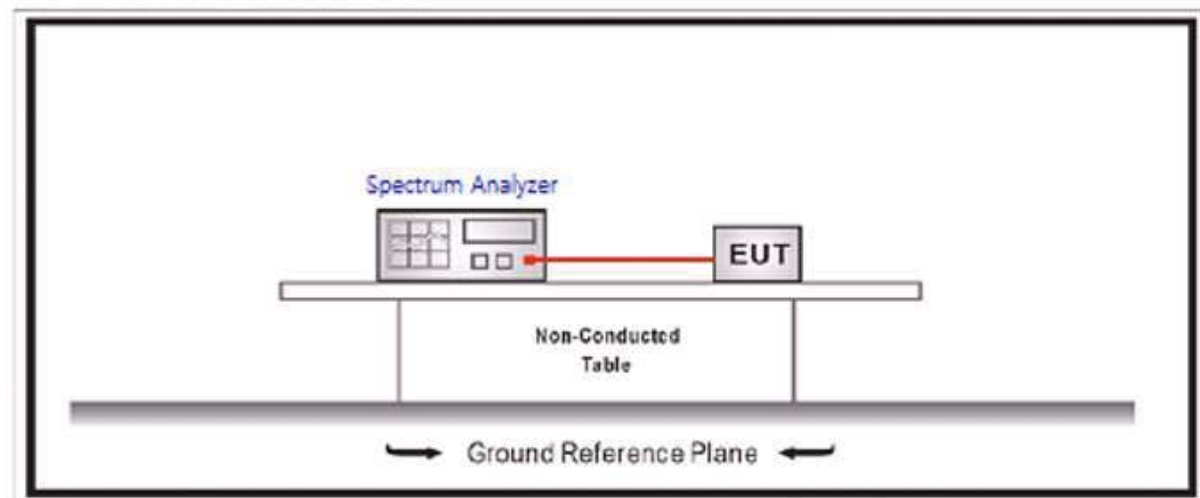 Spectrum Analyzer
EUT
Non-Conducted
Table
Ground Reference Plane